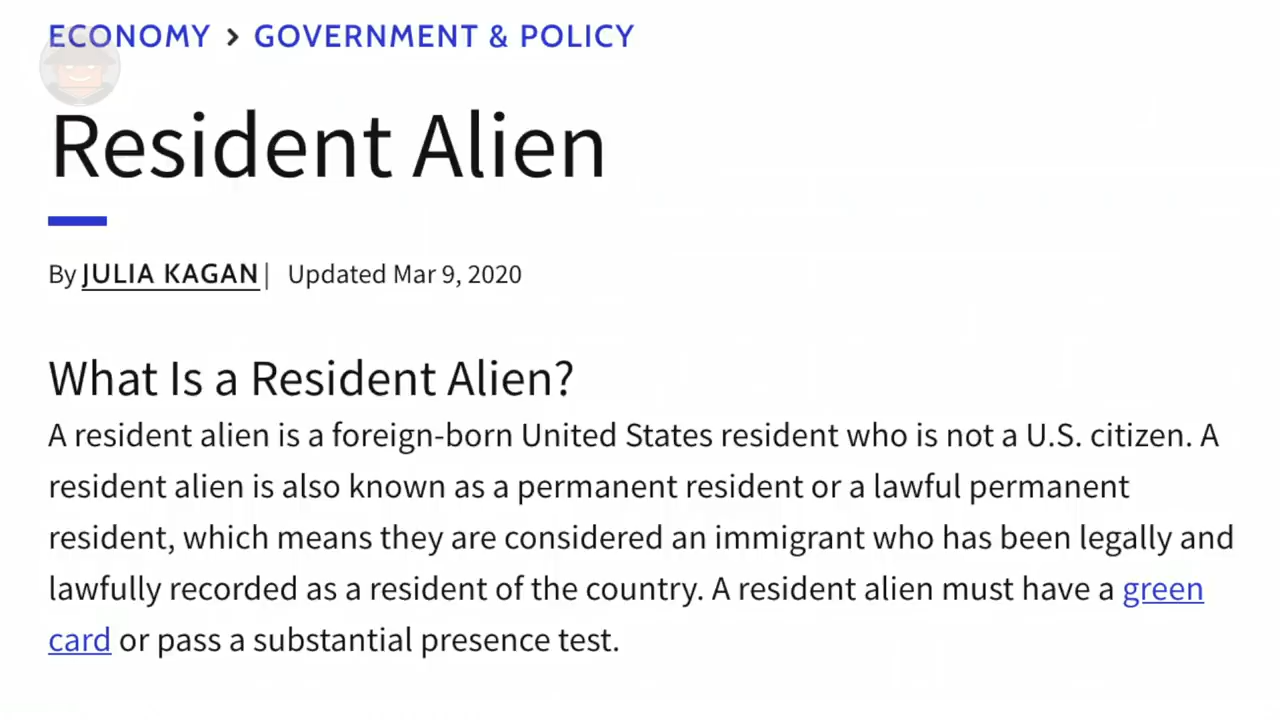 ECONOMY > GOVERNMENT & POLICY
Resident Alien
By JULIA KAGAN | Updated Mar 9, 2020
What Is a Resident Alien?
A resident alien is a foreign-born United States resident who is not a U.S. citizen. A
resident alien is also known as a permanent resident or a lawful permanent
resident, which means they are considered an immigrant who has been legally and
lawfully recorded as a resident of the country. A resident alien must have a green
card or pass a substantial presence test.